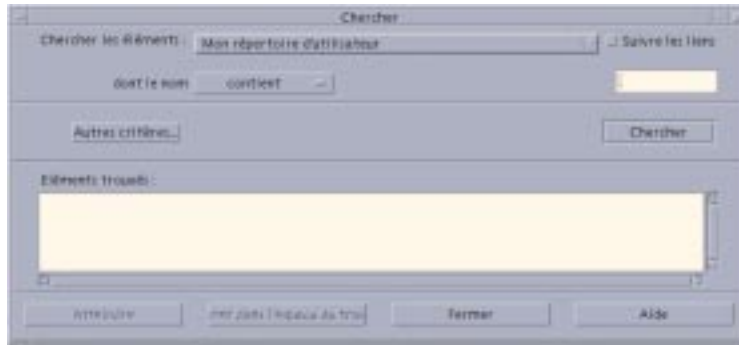 Chercher
Chercher les éléments : Mon répertoire d'utilisateur Suivre les liens
dont le nom contient
Autres critères... Chercher
Eléments trouvés :
Fermer Aide